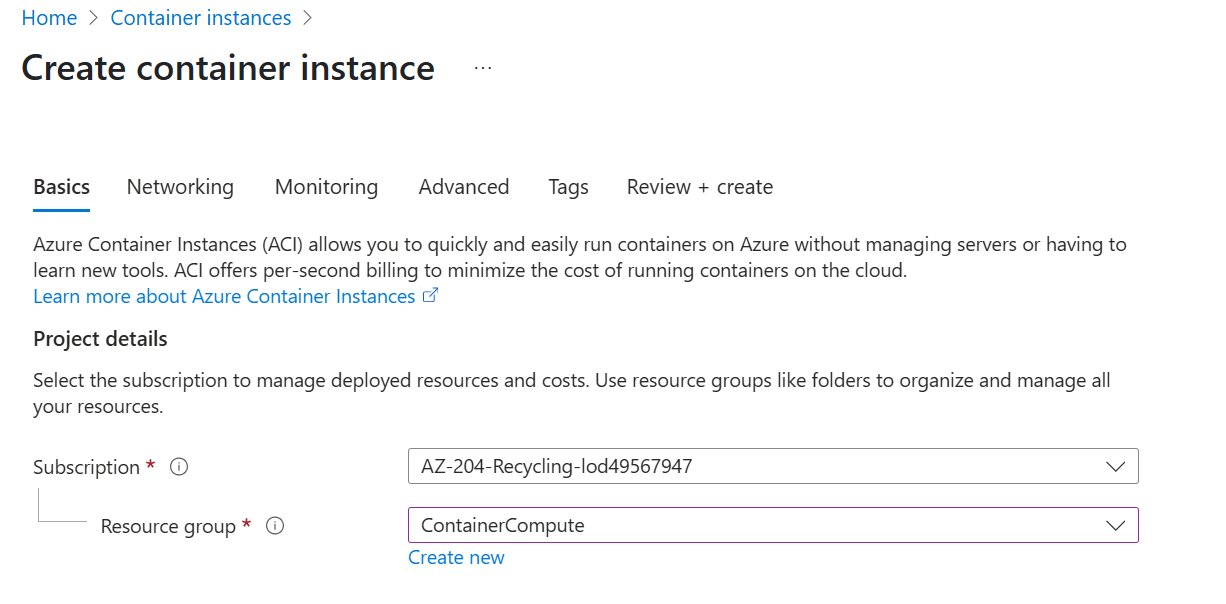 Home > Container instances >
Create container instance ...
Basics Networking Monitoring Advanced Tags Review + create
Azure Container Instances (ACI) allows you to quickly and easily run containers on Azure without managing servers or having to
learn new tools. ACI offers per-second billing to minimize the cost of running containers on the cloud.
Learn more about Azure Container Instances
Project details
Select the subscription to manage deployed resources and costs. Use resource groups like folders to organize and manage all
your resources.
Subscription * AZ-204-Recycling-lod49567947
Resource group * ContainerCompute
Create new